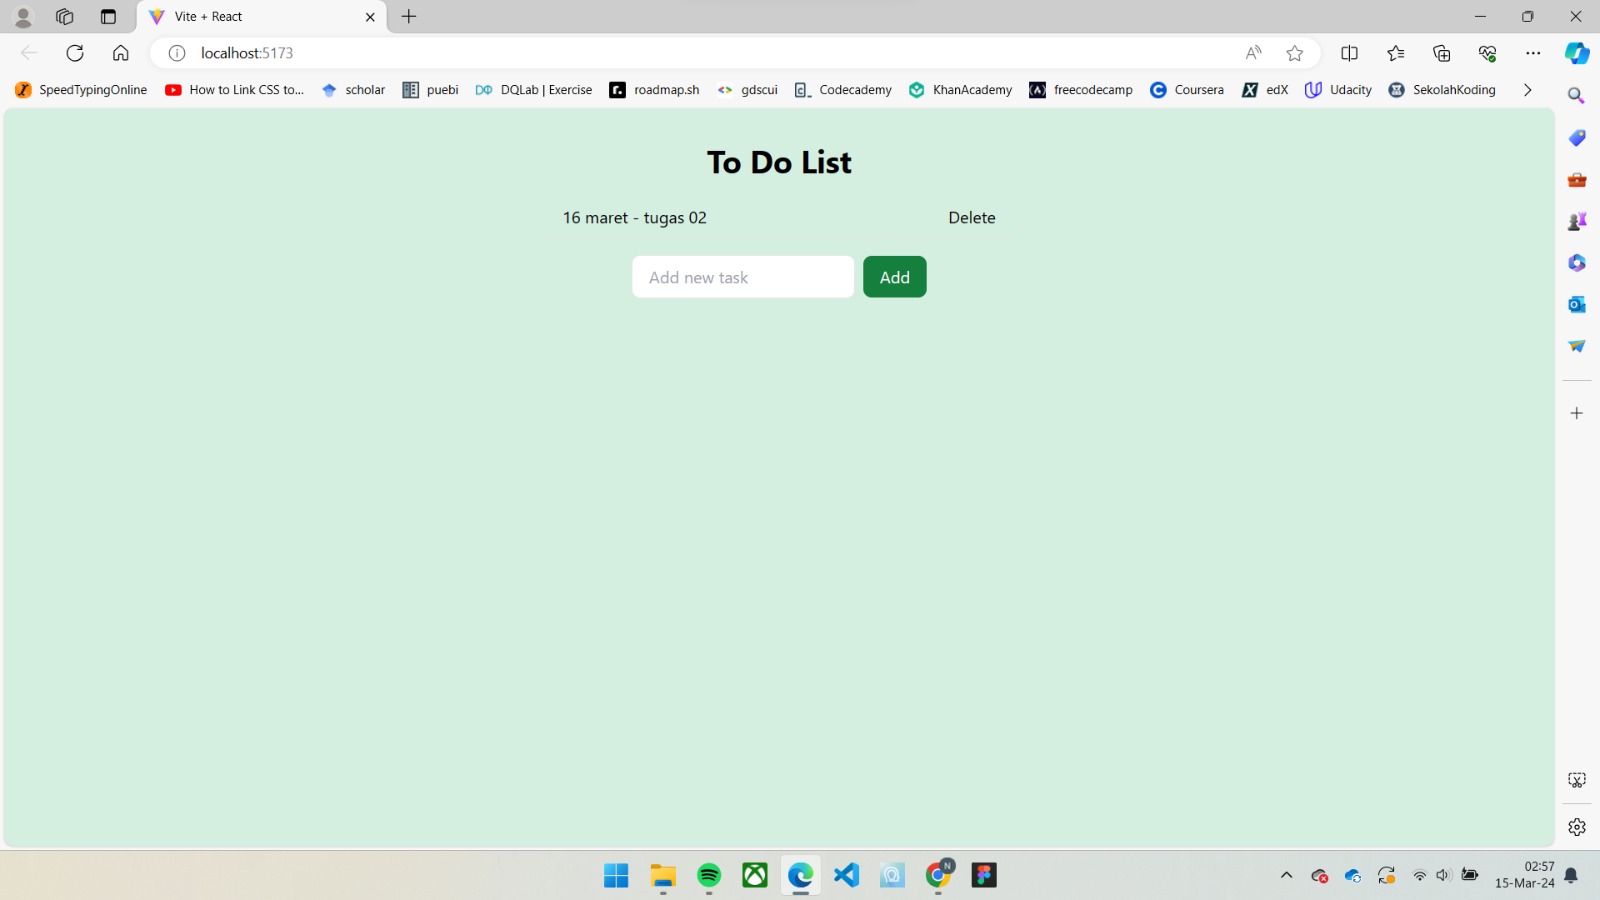 Vite + React
localhost:5173
SpeedTypingOnline How to Link CSS to... scholar puebi DQLab | Exercise roadmap.sh gdscui Codecademy KhanAcademy freecodecamp Coursera edX Udacity SekolahKoding
To Do List
16 maret - tugas 02 Delete
Add new task Add
02:57
15-Mar-24